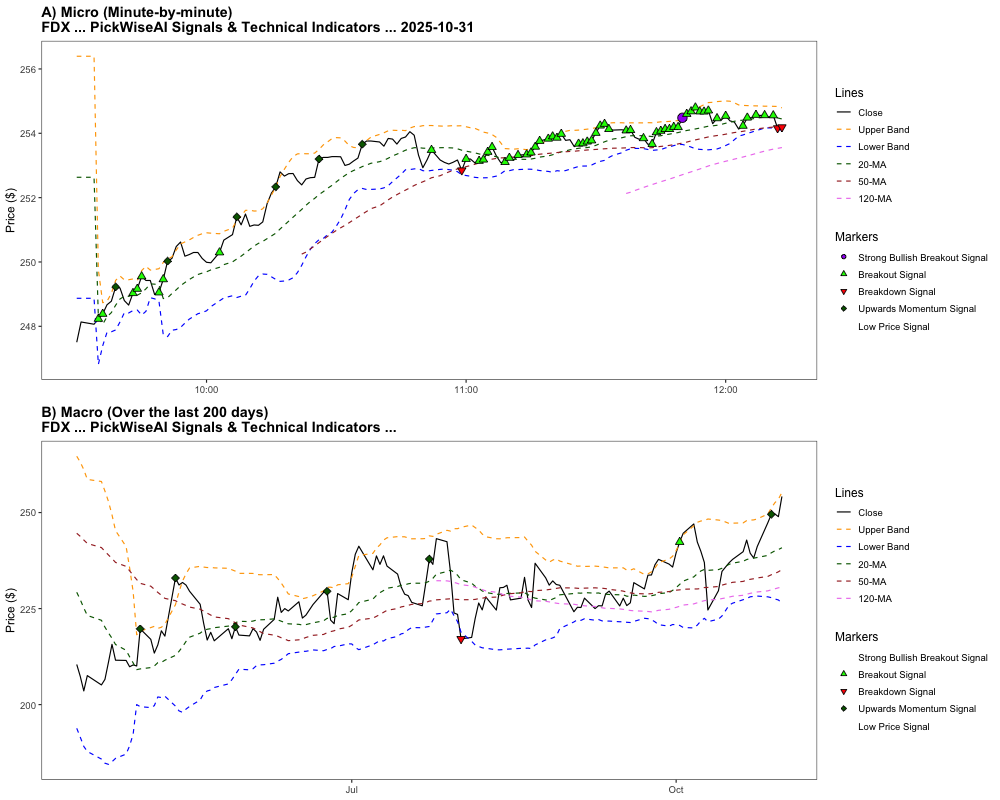 A) Micro (Minute-by-minute)
FDX ... PickWiseAI Signals & Technical Indicators ... 2025-10-31
Price ($)
256
254
252
250
248
10:00
11:00
12:00
Lines
Close
Upper Band
Lower Band
20-MA
50-MA
120-MA
Markers
Strong Bullish Breakout Signal
Breakout Signal
Breakdown Signal
Upwards Momentum Signal
Low Price Signal
B) Macro (Over the last 200 days)
FDX ... PickWiseAI Signals & Technical Indicators ...
Price ($)
250
225
200
Jul
Oct
Lines
Close
Upper Band
Lower Band
20-MA
50-MA
120-MA
Markers
Strong Bullish Breakout Signal
Breakout Signal
Breakdown Signal
Upwards Momentum Signal
Low Price Signal